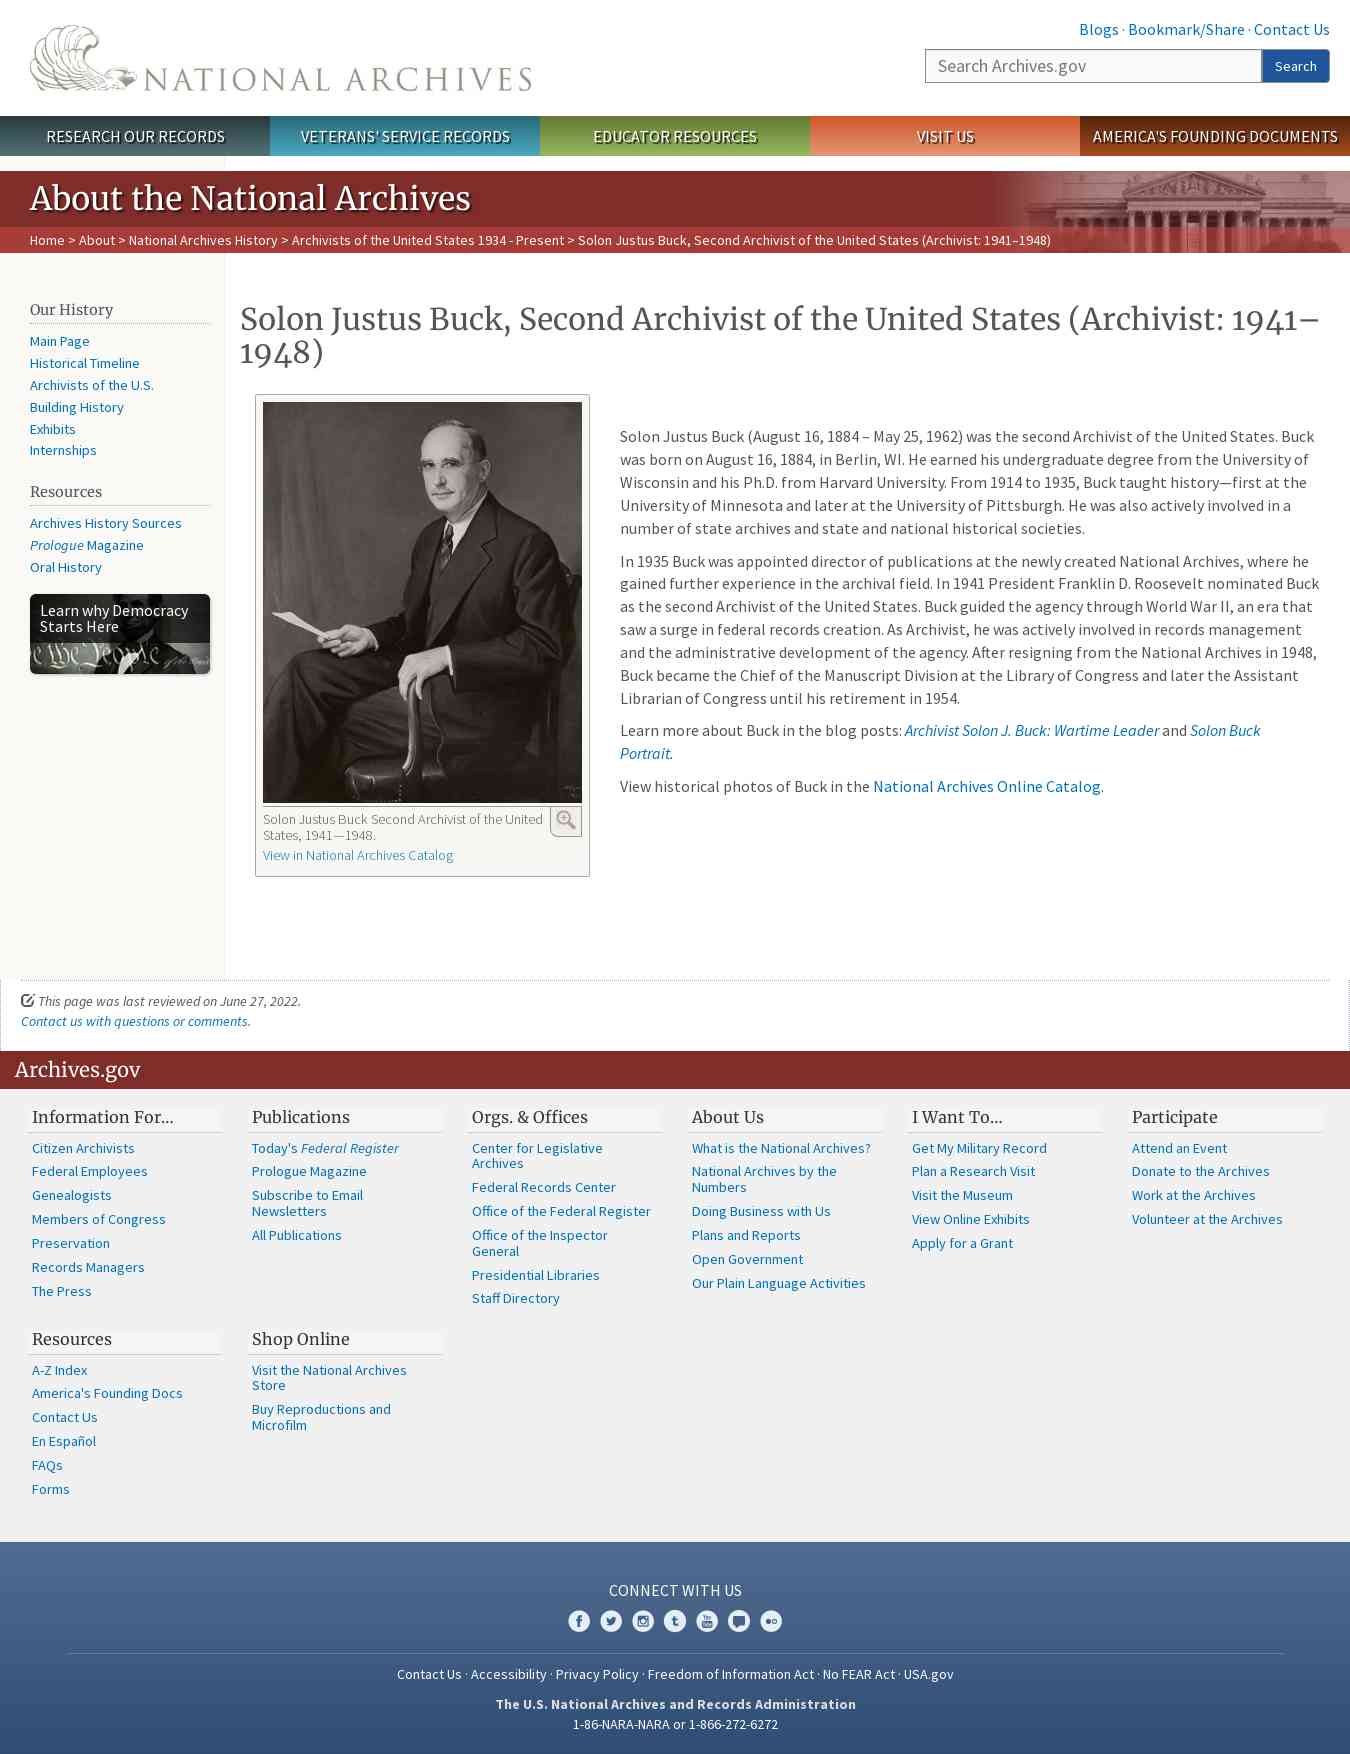 Blogs · Bookmark/Share · Contact Us
NATIONAL ARCHIVES
Search Archives.gov
Search
RESEARCH OUR RECORDS
VETERANS' SERVICE RECORDS
EDUCATOR RESOURCES
VISIT US
AMERICA'S FOUNDING DOCUMENTS
About the National Archives
Home > About > National Archives History > Archivists of the United States 1934 - Present > Solon Justus Buck, Second Archivist of the United States (Archivist: 1941–1948)
Our History
Main Page
Historical Timeline
Archivists of the U.S.
Building History
Exhibits
Internships
Resources
Archives History Sources
Prologue Magazine
Oral History
Learn why Democracy
Starts Here
e the People
Solon Justus Buck, Second Archivist of the United States (Archivist: 1941–
1948)
Solon Justus Buck Second Archivist of the United
States, 1941—1948.
View in National Archives Catalog
Solon Justus Buck (August 16, 1884 – May 25, 1962) was the second Archivist of the United States. Buck
was born on August 16, 1884, in Berlin, WI. He earned his undergraduate degree from the University of
Wisconsin and his Ph.D. from Harvard University. From 1914 to 1935, Buck taught history—first at the
University of Minnesota and later at the University of Pittsburgh. He was also actively involved in a
number of state archives and state and national historical societies.
In 1935 Buck was appointed director of publications at the newly created National Archives, where he
gained further experience in the archival field. In 1941 President Franklin D. Roosevelt nominated Buck
as the second Archivist of the United States. Buck guided the agency through World War II, an era that
saw a surge in federal records creation. As Archivist, he was actively involved in records management
and the administrative development of the agency. After resigning from the National Archives in 1948,
Buck became the Chief of the Manuscript Division at the Library of Congress and later the Assistant
Librarian of Congress until his retirement in 1954.
Learn more about Buck in the blog posts: Archivist Solon J. Buck: Wartime Leader and Solon Buck
Portrait.
View historical photos of Buck in the National Archives Online Catalog.
This page was last reviewed on June 27, 2022.
Contact us with questions or comments.
Archives.gov
Information For…
Citizen Archivists
Federal Employees
Genealogists
Members of Congress
Preservation
Records Managers
The Press
Publications
Today's Federal Register
Prologue Magazine
Subscribe to Email
Newsletters
All Publications
Orgs. & Offices
Center for Legislative
Archives
Federal Records Center
Office of the Federal Register
Office of the Inspector
General
Presidential Libraries
Staff Directory
About Us
What is the National Archives?
National Archives by the
Numbers
Doing Business with Us
Plans and Reports
Open Government
Our Plain Language Activities
I Want To…
Get My Military Record
Plan a Research Visit
Visit the Museum
View Online Exhibits
Apply for a Grant
Participate
Attend an Event
Donate to the Archives
Work at the Archives
Volunteer at the Archives
Resources
A-Z Index
America's Founding Docs
Contact Us
En Español
FAQs
Forms
Shop Online
Visit the National Archives
Store
Buy Reproductions and
Microfilm
CONNECT WITH US
Contact Us · Accessibility · Privacy Policy · Freedom of Information Act · No FEAR Act · USA.gov
The U.S. National Archives and Records Administration
1-86-NARA-NARA or 1-866-272-6272